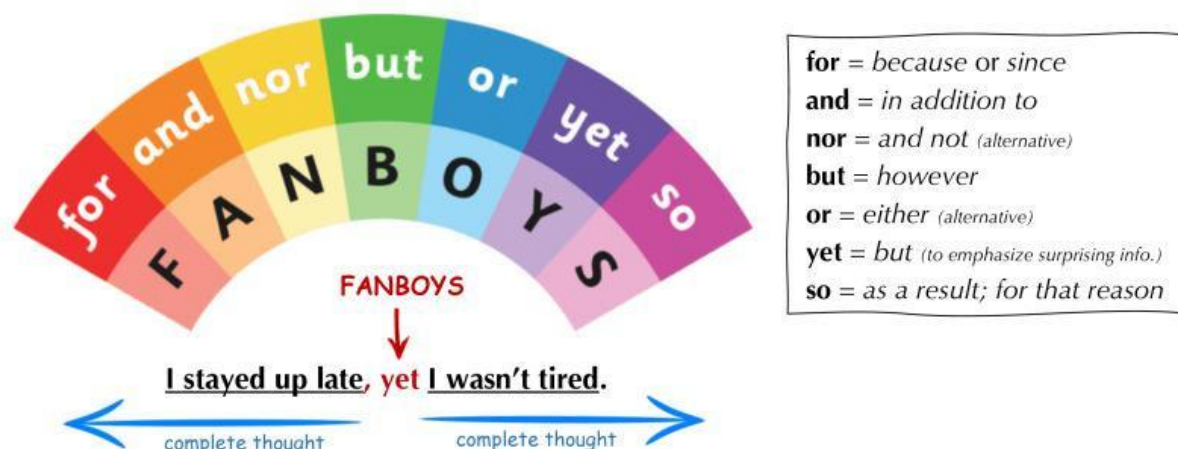 for and nor but or yet so
F A N B O Y S
FANBOYS
I stayed up late, yet I wasn't tired.
complete thought complete thought
for = because or since
and = in addition to
nor = and not (alternative)
but = however
or = either (alternative)
yet = but (to emphasize surprising info.)
so = as a result; for that reason